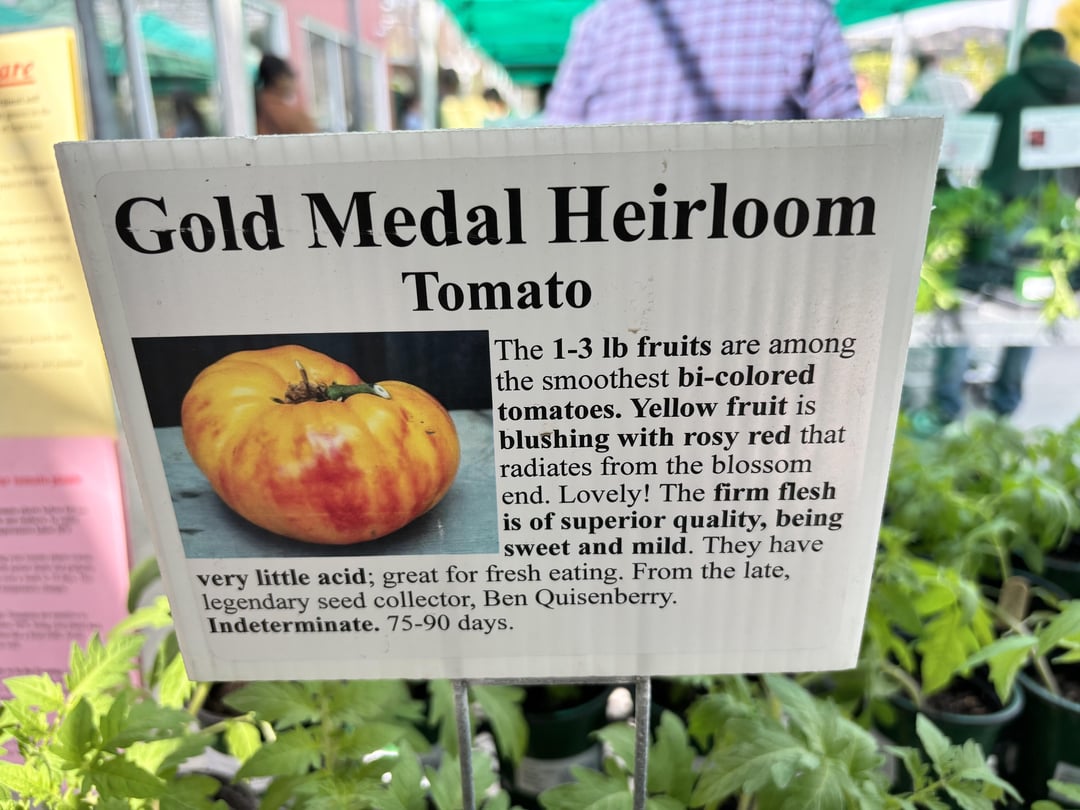 Gold Medal Heirloom
Tomato
The 1-3 lb fruits are among
the smoothest bi-colored
tomatoes. Yellow fruit is
blushing with rosy red that
radiates from the blossom
end. Lovely! The firm flesh
is of superior quality, being
sweet and mild. They have
very little acid; great for fresh eating. From the late,
legendary seed collector, Ben Quisenberry.
Indeterminate. 75-90 days.